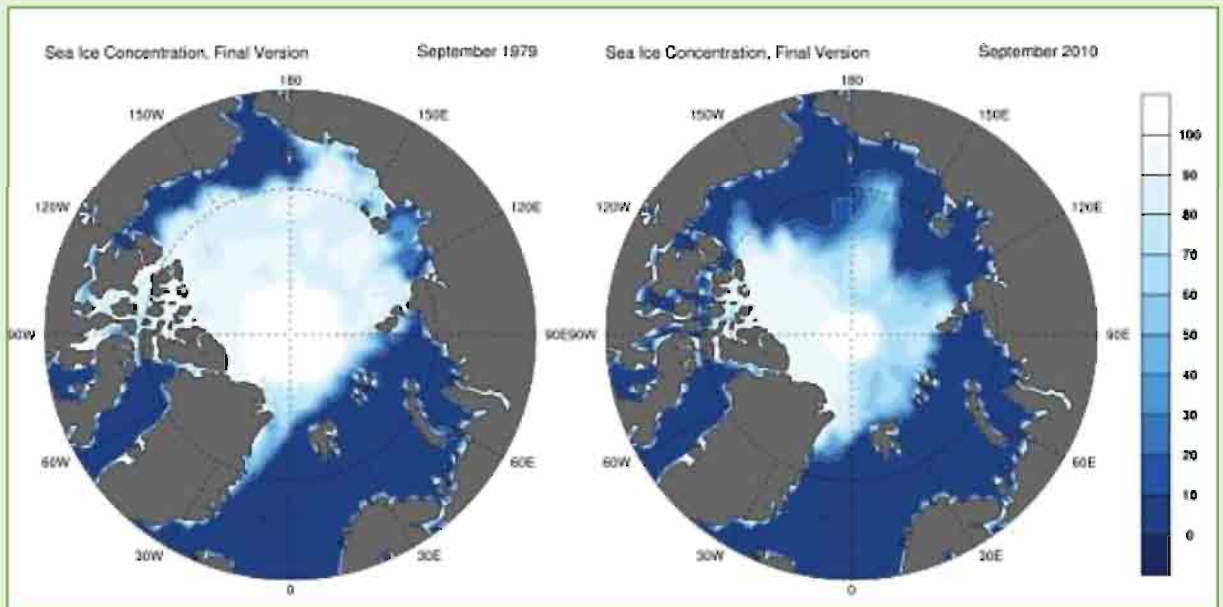 Sea Ice Concentration, Final Version
September 1979
Sea Ice Concentration, Final Version
September 2010
180
150W
150E
120W
120E
90W
90E
60W
60E
30W
30E
0
180
150W
150E
120W
120E
90W
90E
60W
60E
30W
30E
0
100
90
80
70
60
50
40
30
20
10
0